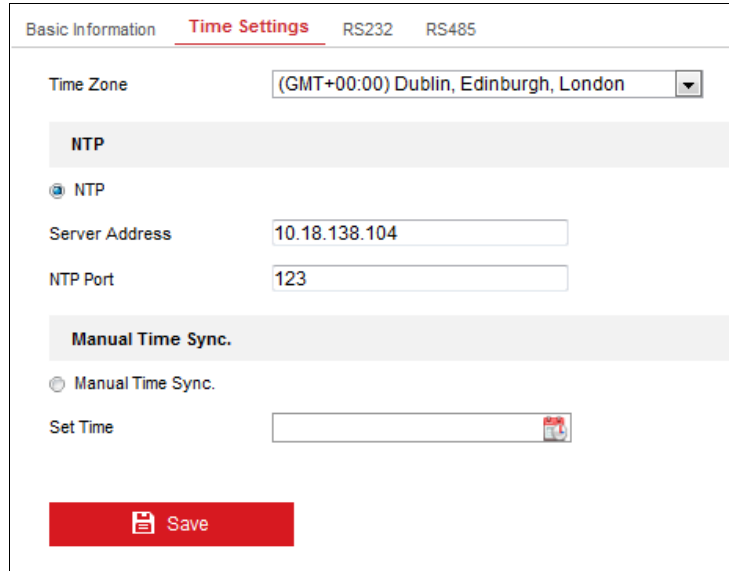 Basic Information Time Settings RS232 RS485
Time Zone (GMT+00:00) Dublin, Edinburgh, London
NTP
NTP
Server Address 10.18.138.104
NTP Port 123
Manual Time Sync.
Manual Time Sync.
Set Time
Save